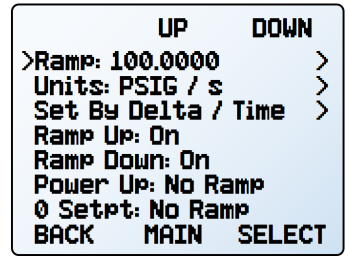 UP DOWN
>Ramp: 100.0000 >
Units: PSIG / s >
Set By Delta / Time >
Ramp Up: On
Ramp Down: On
Power Up: No Ramp
0 Setpt: No Ramp
BACK MAIN SELECT